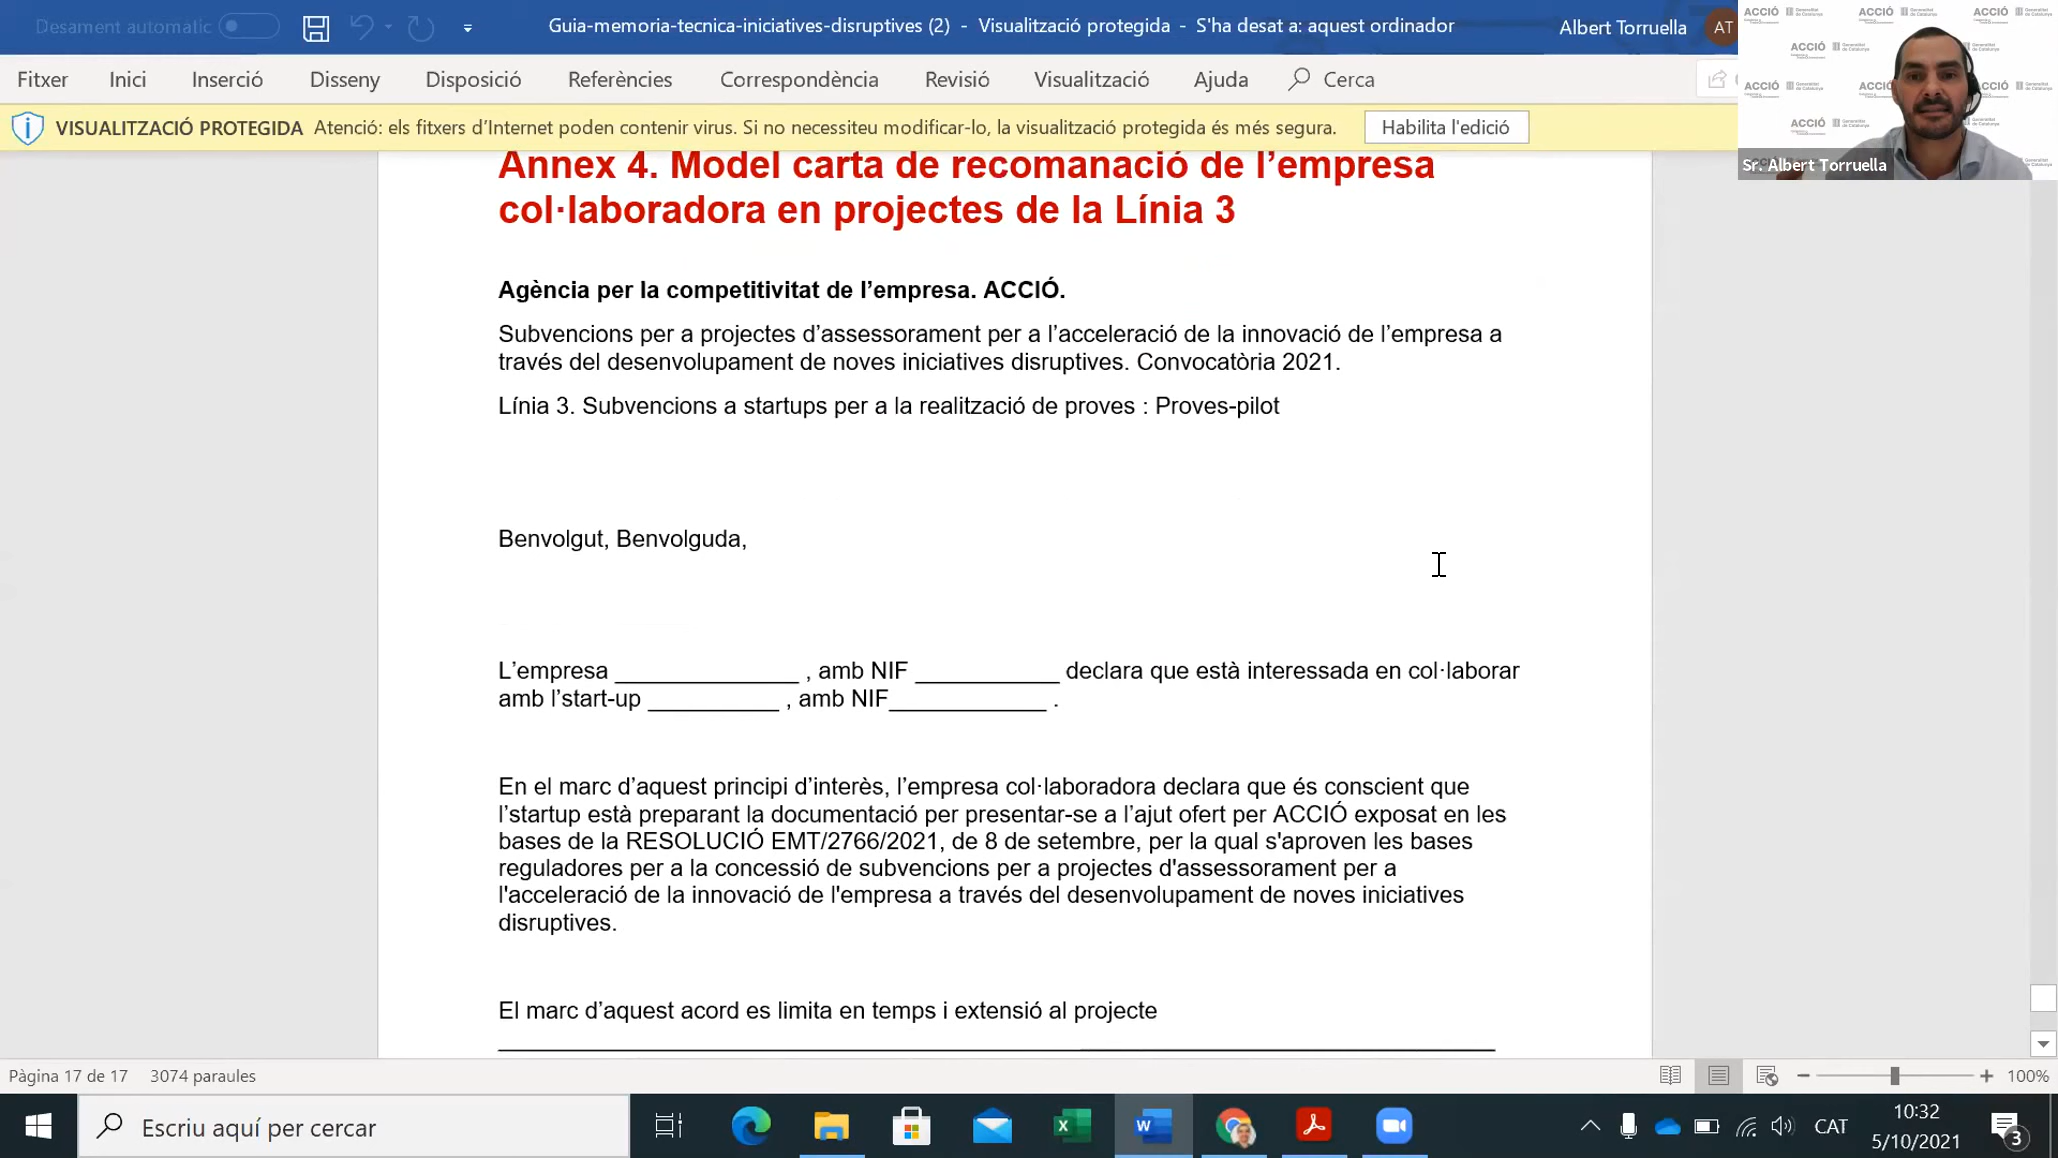 Desament automàtic
Guia-memoria-tecnica-iniciatives-disruptives (2) - Visualització protegida - S'ha desat a: aquest ordinador
Albert Torruella AT
Fitxer Inici Inserció Disseny Disposició Referències Correspondència Revisió Visualització Ajuda Cerca
VISUALITZACIÓ PROTEGIDA Atenció: els fitxers d’Internet poden contenir virus. Si no necessiteu modificar-lo, la visualització protegida és més segura. Habilita l'edició
ACCIÓ Generalitat de Catalunya
Sr. Albert Torruella
Annex 4. Model carta de recomanació de l’empresa
col·laboradora en projectes de la Línia 3
Agència per la competitivitat de l’empresa. ACCIÓ.
Subvencions per a projectes d’assessorament per a l’acceleració de la innovació de l’empresa a
través del desenvolupament de noves iniciatives disruptives. Convocatòria 2021.
Línia 3. Subvencions a startups per a la realització de proves : Proves-pilot
Benvolgut, Benvolguda,
L’empresa _______________ , amb NIF ____________ declara que està interessada en col·laborar
amb l’start-up ___________ , amb NIF_____________ .
En el marc d’aquest principi d’interès, l’empresa col·laboradora declara que és conscient que
l’startup està preparant la documentació per presentar-se a l’ajut ofert per ACCIÓ exposat en les
bases de la RESOLUCIÓ EMT/2766/2021, de 8 de setembre, per la qual s'aproven les bases
reguladores per a la concessió de subvencions per a projectes d'assessorament per a
l'acceleració de la innovació de l'empresa a través del desenvolupament de noves iniciatives
disruptives.
El marc d’aquest acord es limita en temps i extensió al projecte
Pàgina 17 de 17 3074 paraules 100%
Escriu aquí per cercar
CAT
10:32
5/10/2021
3